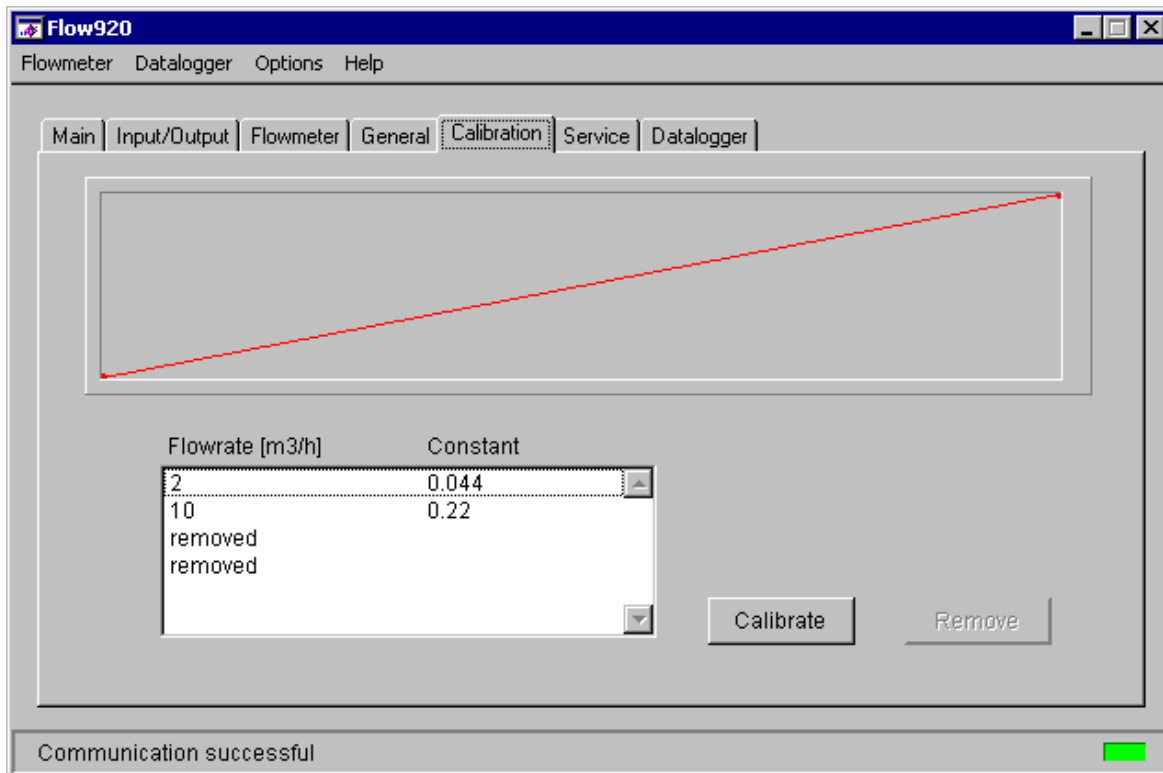 Flow920
Flowmeter Datalogger Options Help
Main Input/Output Flowmeter General Calibration Service Datalogger
Flowrate [m3/h] Constant
2 0.044
10 0.22
removed
removed
Calibrate Remove
Communication successful